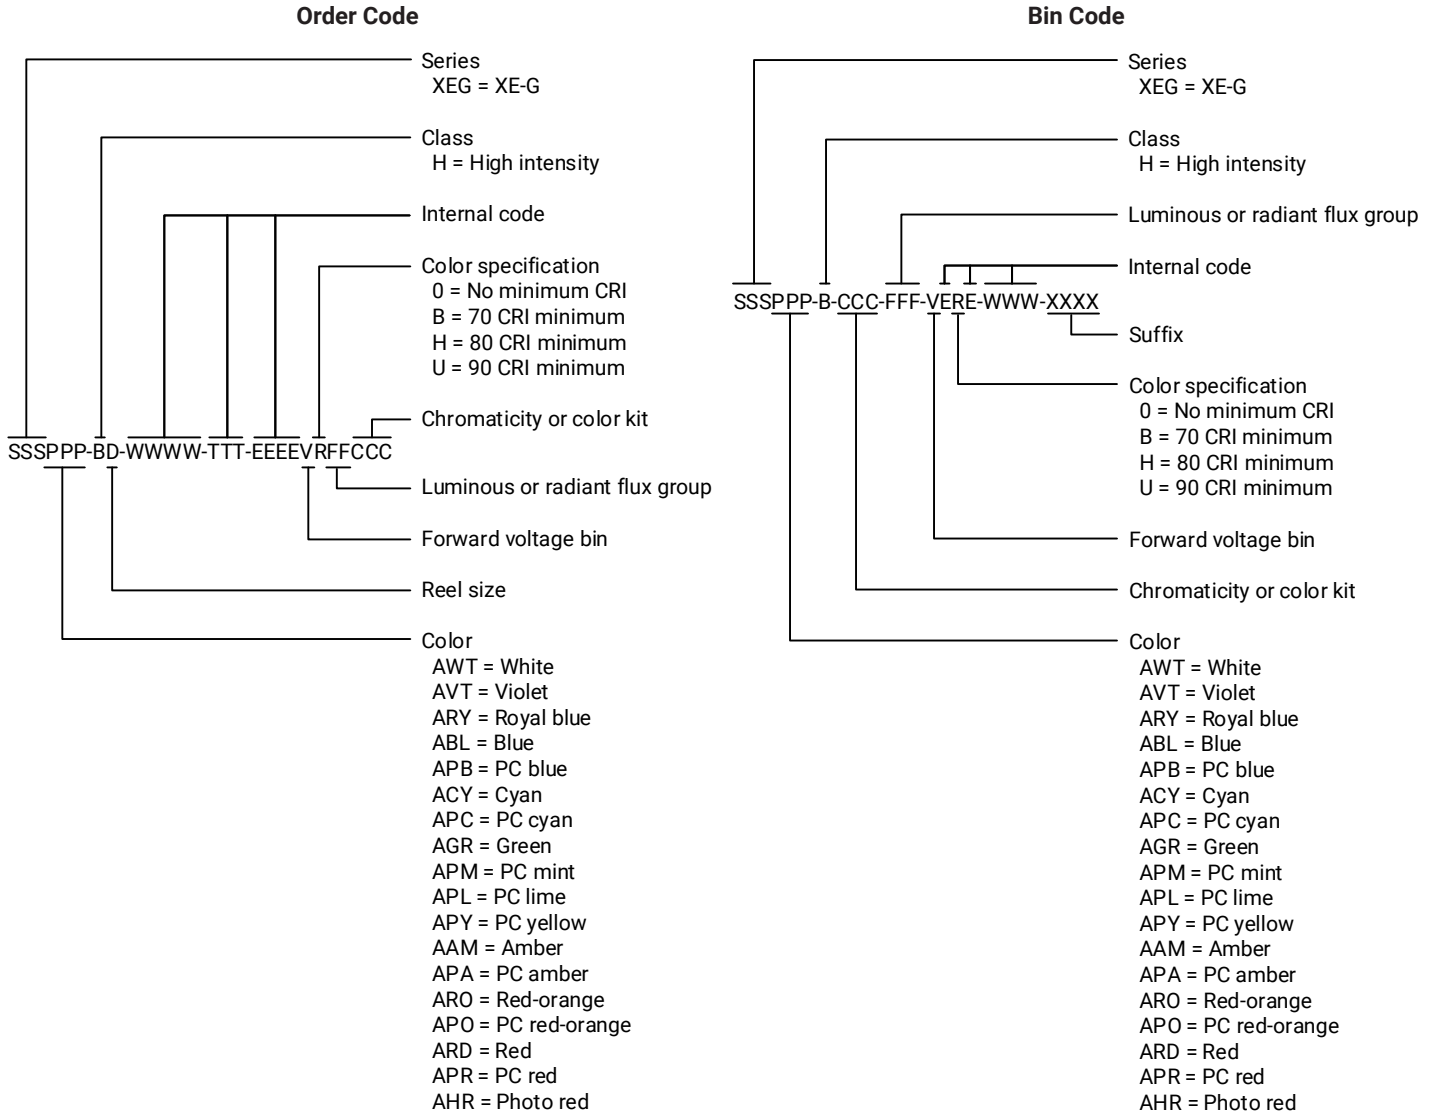 Order Code
Series
XEG = XE-G
Class
H = High intensity
Internal code
Color specification
0 = No minimum CRI
B = 70 CRI minimum
H = 80 CRI minimum
U = 90 CRI minimum
Chromaticity or color kit
SSSPPP-BD-WWWW-TTT-EEEEVRFFCCC
Luminous or radiant flux group
Forward voltage bin
Reel size
Color
AWT = White
AVT = Violet
ARY = Royal blue
ABL = Blue
APB = PC blue
ACY = Cyan
APC = PC cyan
AGR = Green
APM = PC mint
APL = PC lime
APY = PC yellow
AAM = Amber
APA = PC amber
ARO = Red-orange
APO = PC red-orange
ARD = Red
APR = PC red
AHR = Photo red
Bin Code
Series
XEG = XE-G
Class
H = High intensity
Luminous or radiant flux group
Internal code
SSSPPP-B-CCC-FFF-VERE-WWW-XXXX
Suffix
Color specification
0 = No minimum CRI
B = 70 CRI minimum
H = 80 CRI minimum
U = 90 CRI minimum
Forward voltage bin
Chromaticity or color kit
Color
AWT = White
AVT = Violet
ARY = Royal blue
ABL = Blue
APB = PC blue
ACY = Cyan
APC = PC cyan
AGR = Green
APM = PC mint
APL = PC lime
APY = PC yellow
AAM = Amber
APA = PC amber
ARO = Red-orange
APO = PC red-orange
ARD = Red
APR = PC red
AHR = Photo red